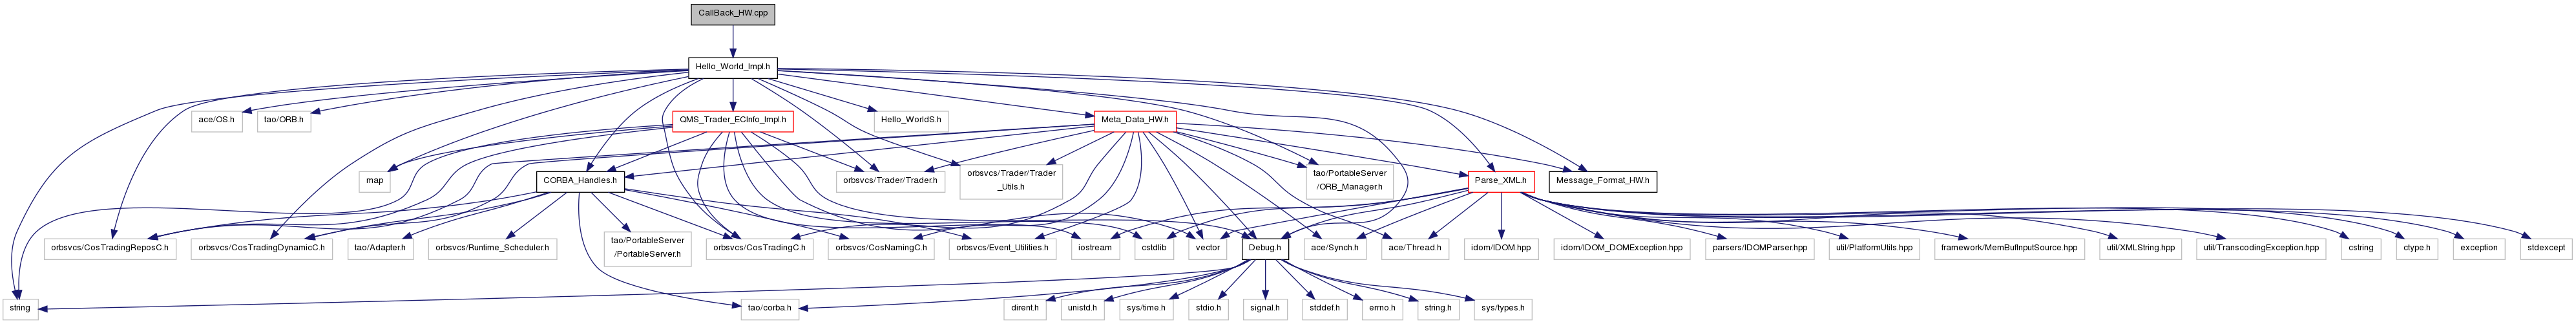 CallBack_HW.cpp
Hello_World_Impl.h
ace/OS.h
tao/ORB.h
QMS_Trader_ECInfo_Impl.h
Hello_WorldS.h
Meta_Data_HW.h
map
CORBA_Handles.h
orbsvcs/Trader/Trader.h
orbsvcs/Trader/Trader
_Utils.h
tao/PortableServer
/ORB_Manager.h
Parse_XML.h
Message_Format_HW.h
orbsvcs/CosTradingReposC.h
orbsvcs/CosTradingDynamicC.h
tao/Adapter.h
orbsvcs/Runtime_Scheduler.h
tao/PortableServer
/PortableServer.h
orbsvcs/CosTradingC.h
orbsvcs/CosNamingC.h
orbsvcs/Event_Utilities.h
iostream
cstdlib
vector
Debug.h
ace/Synch.h
ace/Thread.h
idom/IDOM.hpp
idom/IDOM_DOMException.hpp
parsers/IDOMParser.hpp
util/PlatformUtils.hpp
framework/MemBufInputSource.hpp
util/XMLString.hpp
util/TranscodingException.hpp
cstring
ctype.h
exception
stdexcept
string
tao/corba.h
dirent.h
unistd.h
sys/time.h
stdio.h
signal.h
stddef.h
errno.h
string.h
sys/types.h